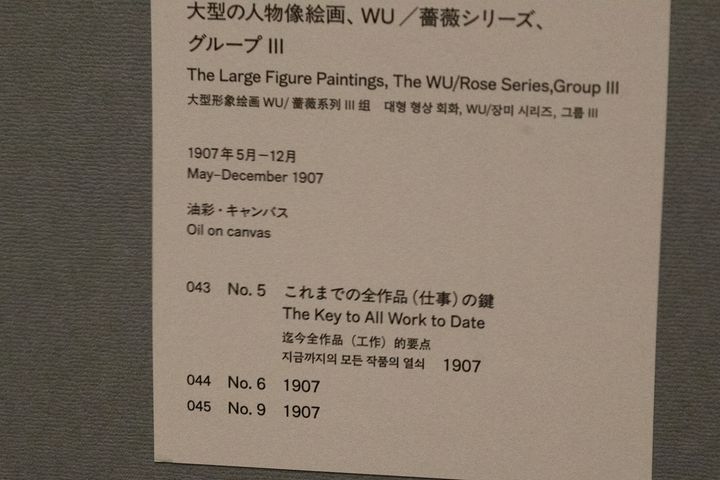 大型の人物像絵画、WU／薔薇シリーズ、
グループ III
The Large Figure Paintings, The WU/Rose Series,Group III
大型形象绘画 WU/ 蔷薇系列 III 组　대형 형상 회화, WU/장미 시리즈, 그룹 III
1907年5月－12月
May–December 1907
油彩・キャンバス
Oil on canvas
043 No. 5 これまでの全作品（仕事）の鍵
The Key to All Work to Date
迄今全作品（工作）的要点
지금까지의 모든 작품의 열쇠 1907
044 No. 6 1907
045 No. 9 1907